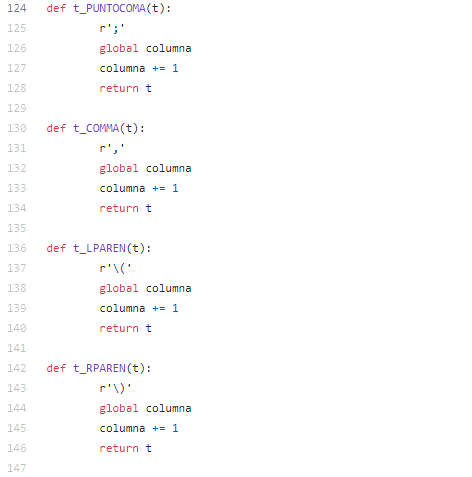 124 def t_PUNTOCOMA(t):
125 r';'
126 global columna
127 columna += 1
128 return t
129
130 def t_COMMA(t):
131 r','
132 global columna
133 columna += 1
134 return t
135
136 def t_LPAREN(t):
137 r'\('
138 global columna
139 columna += 1
140 return t
141
142 def t_RPAREN(t):
143 r'\)'
144 global columna
145 columna += 1
146 return t
147